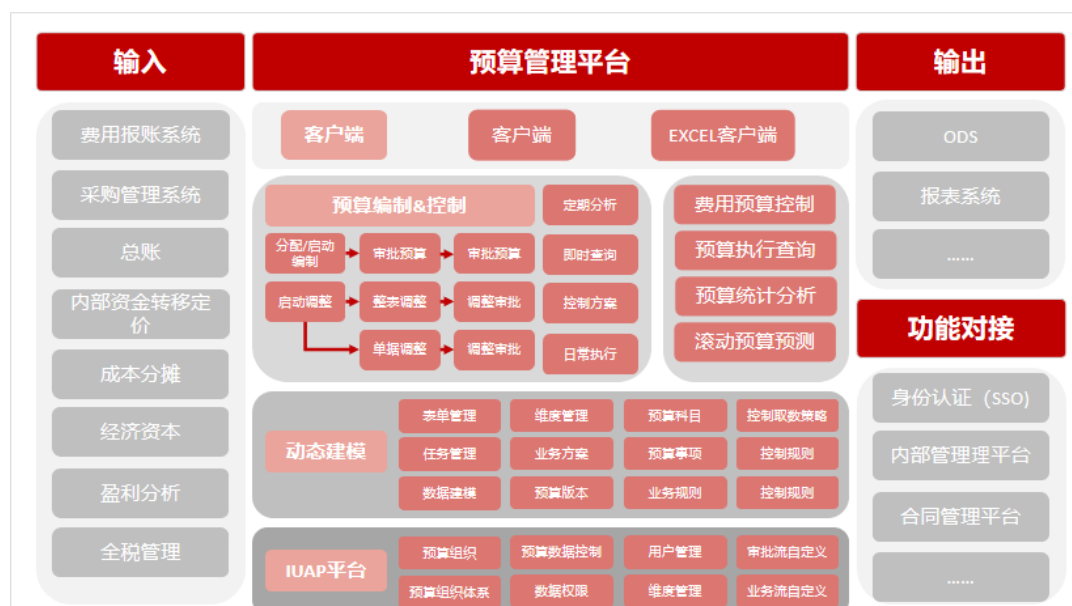 输入
费用报账系统
采购管理系统
总账
内部资金转移定
价
成本分摊
经济资本
盈利分析
全税管理
预算管理平台
客户端
客户端
EXCEL客户端
预算编制&控制
定期分析
分配/启动
编制
审批预算
审批预算
即时查询
启动调整
整表调整
调整审批
控制方案
单据调整
调整审批
日常执行
费用预算控制
预算执行查询
预算统计分析
滚动预算预测
动态建模
表单管理
维度管理
预算科目
控制取数策略
任务管理
业务方案
预算事项
控制规则
数据建模
预算版本
业务规则
控制规则
IUAP平台
预算组织
预算数据控制
用户管理
审批流自定义
预算组织体系
数据权限
维度管理
业务流自定义
输出
ODS
报表系统
......
功能对接
身份认证（SSO)
内部管理理平台
合同管理平台
......